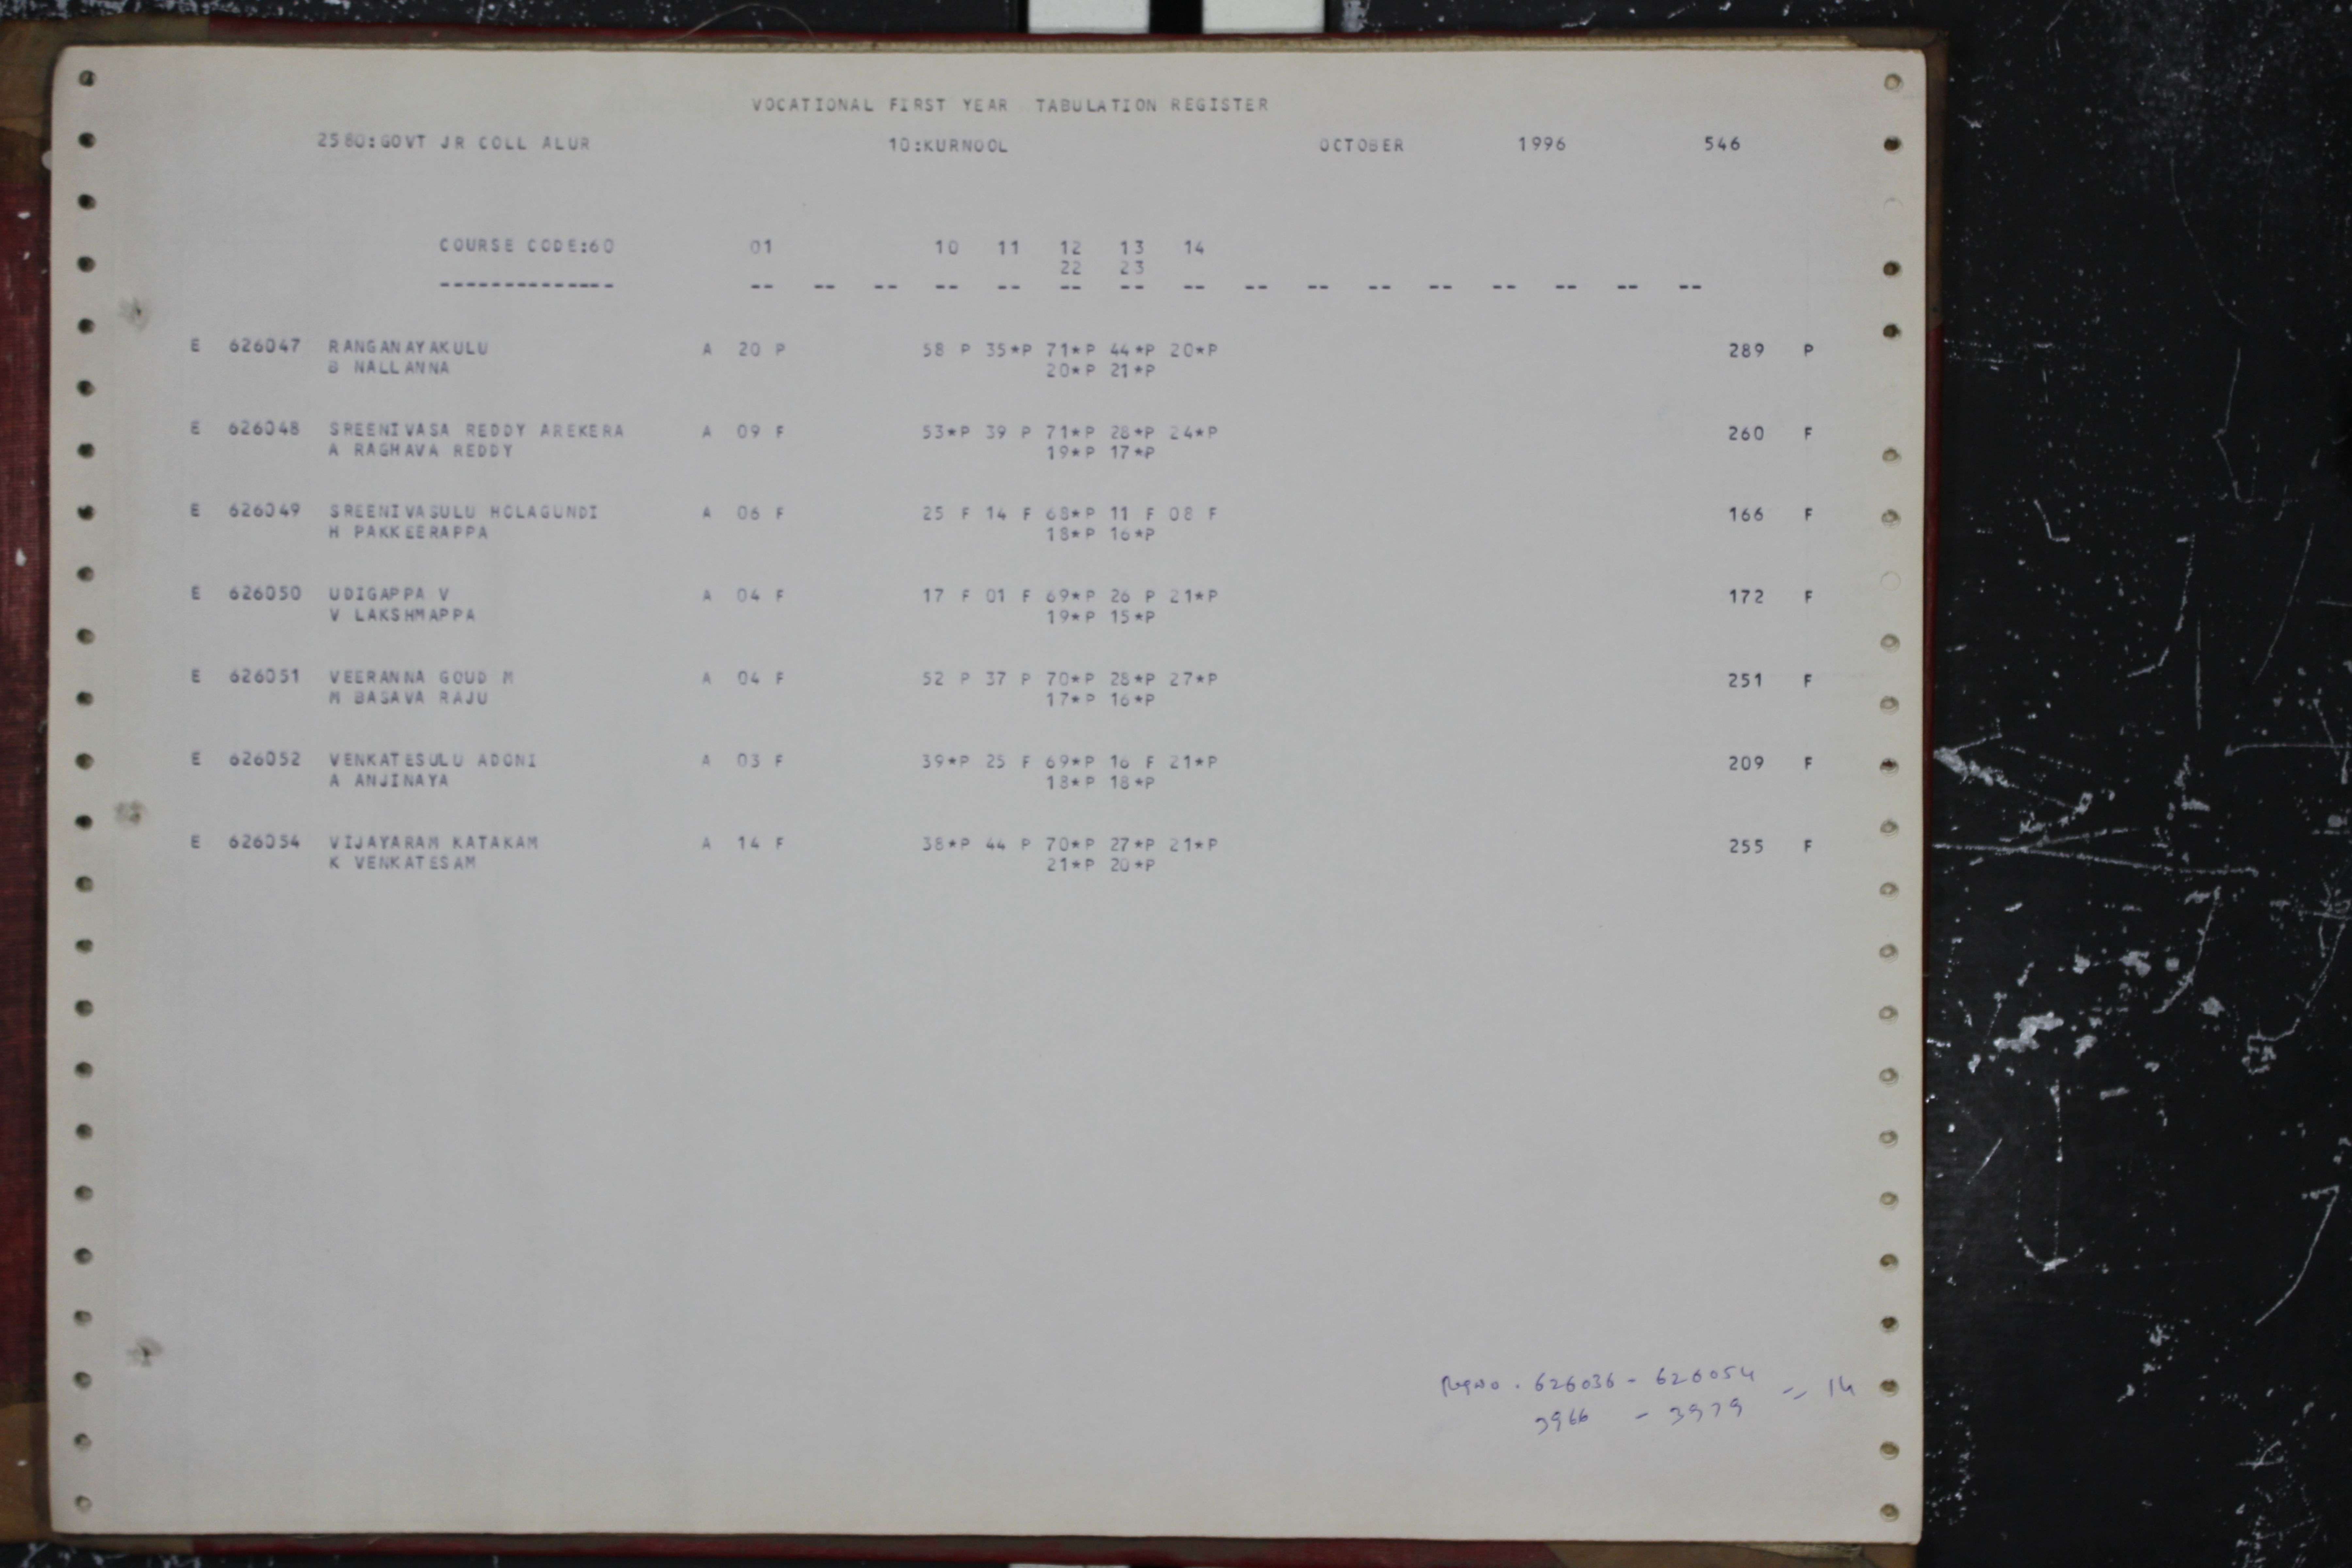 VOCATIONAL FIRST YEAR TABULATION REGISTER
2580:GOVT JR COLL ALUR 10:KURNOOL OCTOBER 1996 546
COURSE CODE:60 01 10 11 12 13 14
22 23
-------------- -- -- -- -- -- -- -- -- -- -- -- -- -- -- -- --
E 626047 RANGANAYAKULU A 20 P 58 P 35*P 71*P 44*P 20*P 289 P
B NALLANNA 20*P 21*P
E 626048 SREENIVASA REDDY AREKERA A 09 F 53*P 39 P 71*P 28*P 24*P 260 F
A RAGHAVA REDDY 19*P 17*P
E 626049 SREENIVASULU HOLAGUNDI A 06 F 25 F 14 F 68*P 11 F 08 F 166 F
H PAKKEERAPPA 18*P 16*P
E 626050 UDIGAPPA V A 04 F 17 F 01 F 69*P 26 P 21*P 172 F
V LAKSHMAPPA 19*P 15*P
E 626051 VEERANNA GOUD M A 04 F 52 P 37 P 70*P 28*P 27*P 251 F
M BASAVA RAJU 17*P 16*P
E 626052 VENKATESULU ADONI A 03 F 39*P 25 F 69*P 16 F 21*P 209 F
A ANJINAYA 18*P 18*P
E 626054 VIJAYARAM KATAKAM A 14 F 38*P 44 P 70*P 27*P 21*P 255 F
K VENKATESAM 21*P 20*P
Regno. 626036 - 626054 = 14
3966 - 3979